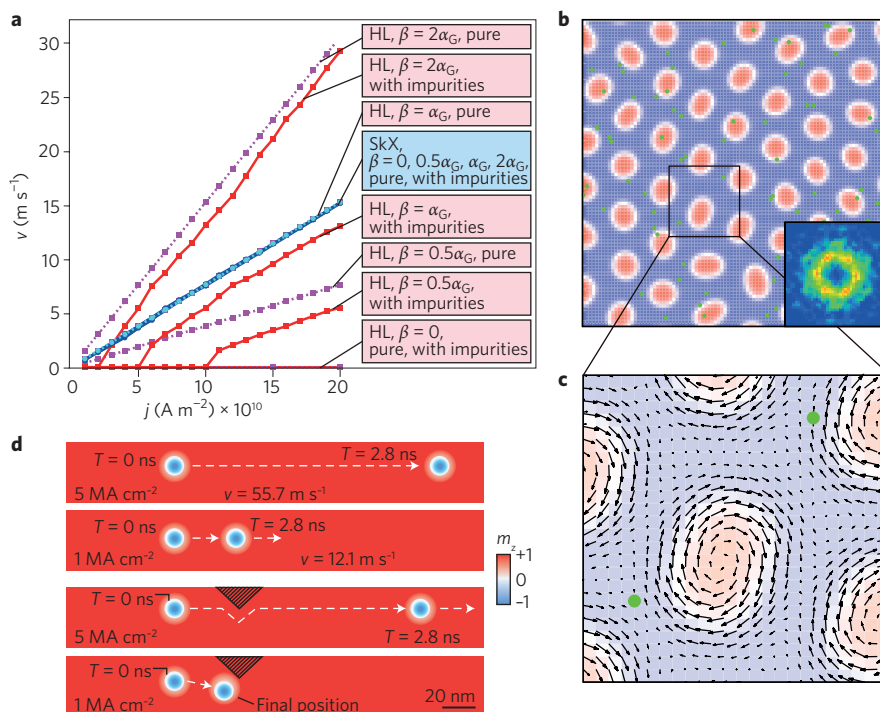 a
30
25
20
15
10
5
0
v (m s⁻¹)
0
5
10
15
20
j (A m⁻²) × 10¹⁰
HL, β = 2α_G, pure
HL, β = 2α_G,
with impurities
HL, β = α_G, pure
SkX,
β = 0, 0.5α_G, α_G, 2α_G,
pure, with impurities
HL, β = α_G,
with impurities
HL, β = 0.5α_G, pure
HL, β = 0.5α_G,
with impurities
HL, β = 0,
pure, with impurities
b
c
d
T = 0 ns
T = 2.8 ns
5 MA cm⁻²
v = 55.7 m s⁻¹
T = 0 ns
T = 2.8 ns
1 MA cm⁻²
v = 12.1 m s⁻¹
m_z
+1
0
−1
T = 0 ns
5 MA cm⁻²
T = 2.8 ns
T = 0 ns
1 MA cm⁻²
Final position
20 nm